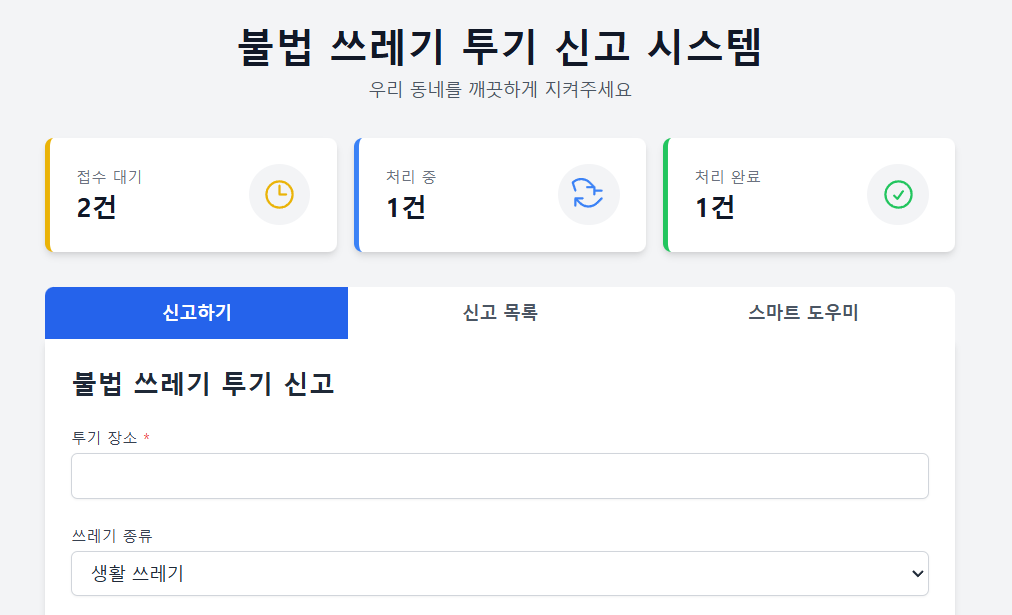 불법 쓰레기 투기 신고 시스템
우리 동네를 깨끗하게 지켜주세요
접수 대기
2건
처리 중
1건
처리 완료
1건
신고하기
신고 목록
스마트 도우미
불법 쓰레기 투기 신고
투기 장소 *
쓰레기 종류
생활 쓰레기